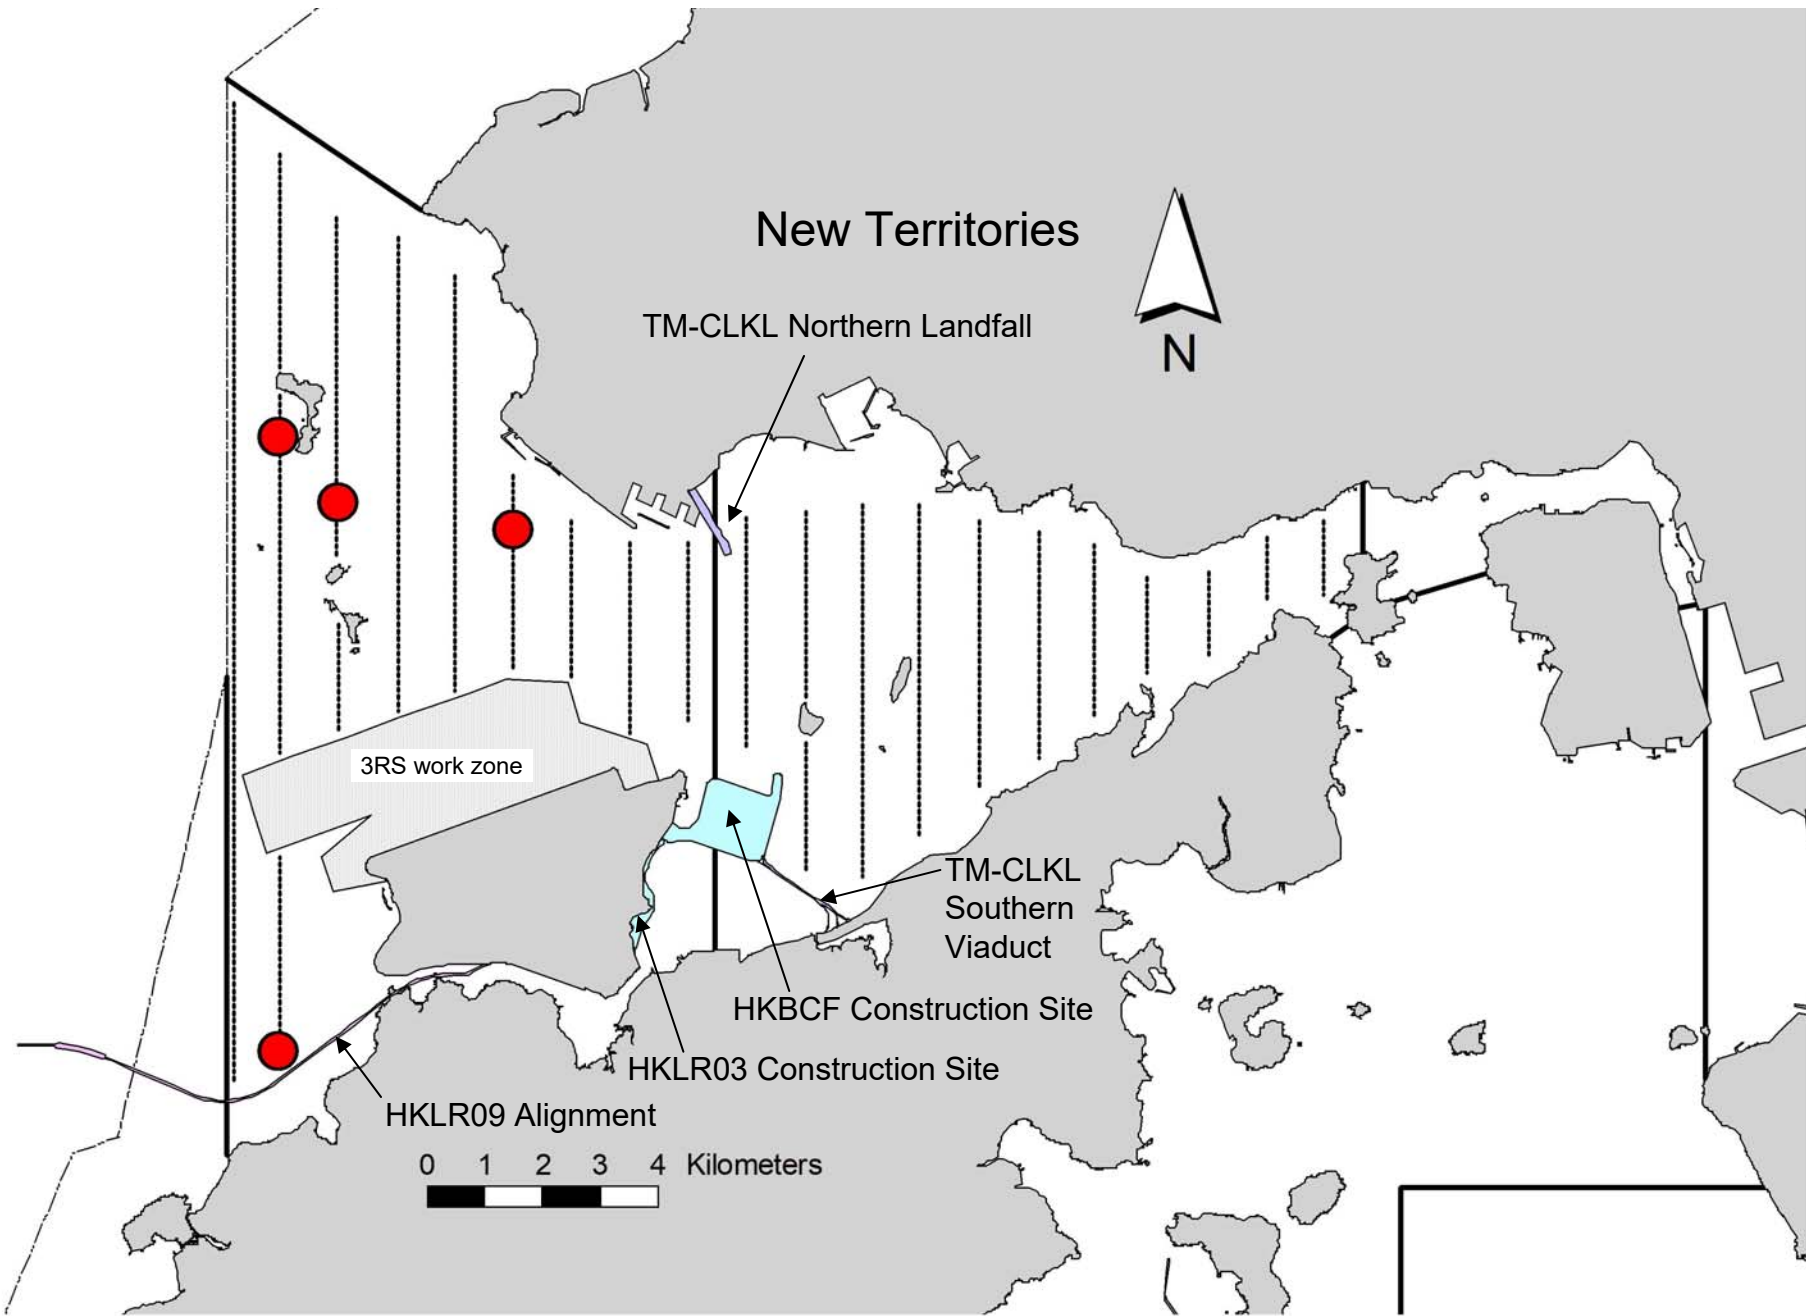 New Territories
TM-CLKL Northern Landfall
N
3RS work zone
TM-CLKL
Southern
Viaduct
HKBCF Construction Site
HKLR03 Construction Site
HKLR09 Alignment
0 1 2 3 4 Kilometers